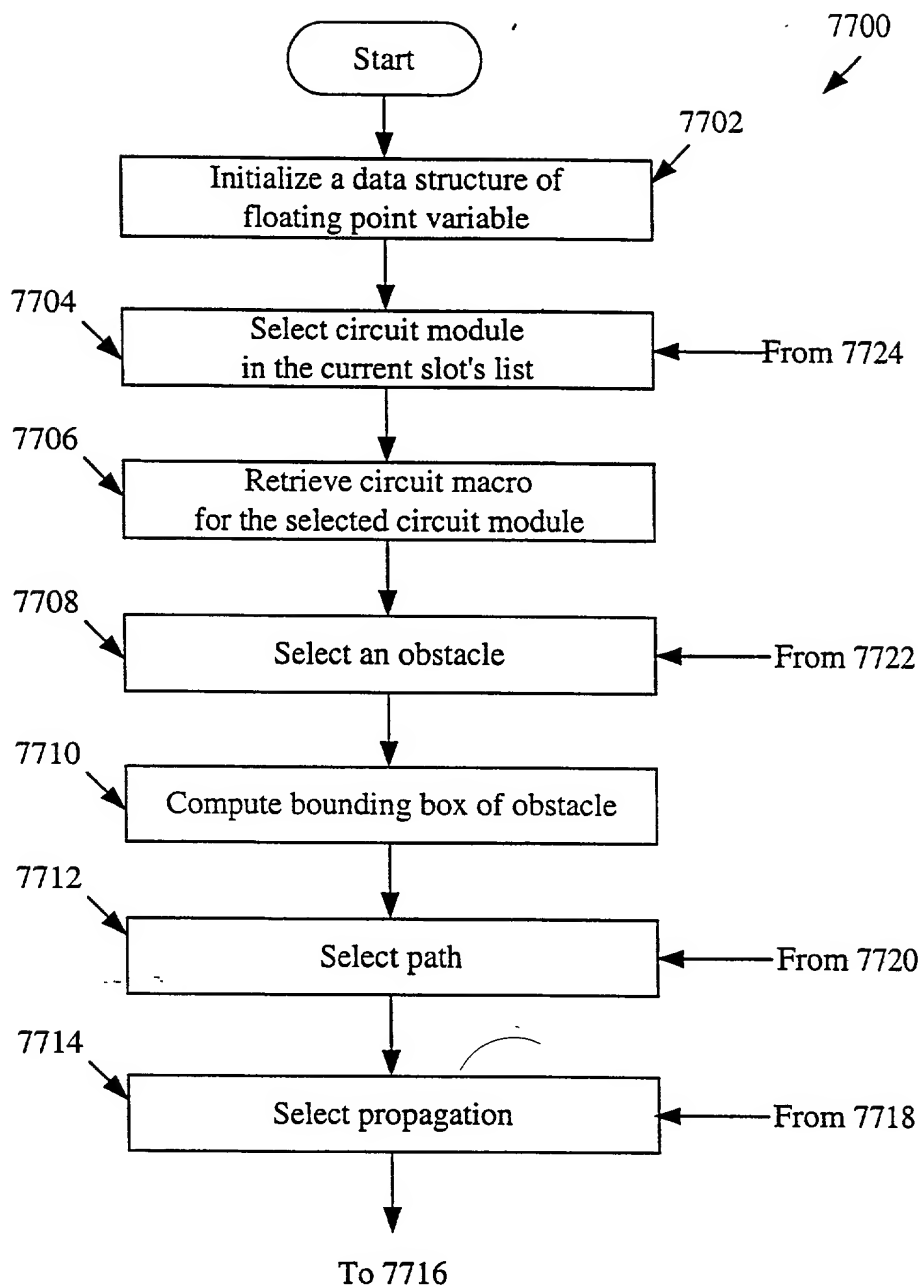 7700
Start
7702
Initialize a data structure of
floating point variable
7704
Select circuit module
in the current slot's list
From 7724
7706
Retrieve circuit macro
for the selected circuit module
7708
Select an obstacle
From 7722
7710
Compute bounding box of obstacle
7712
Select path
From 7720
7714
Select propagation
From 7718
To 7716